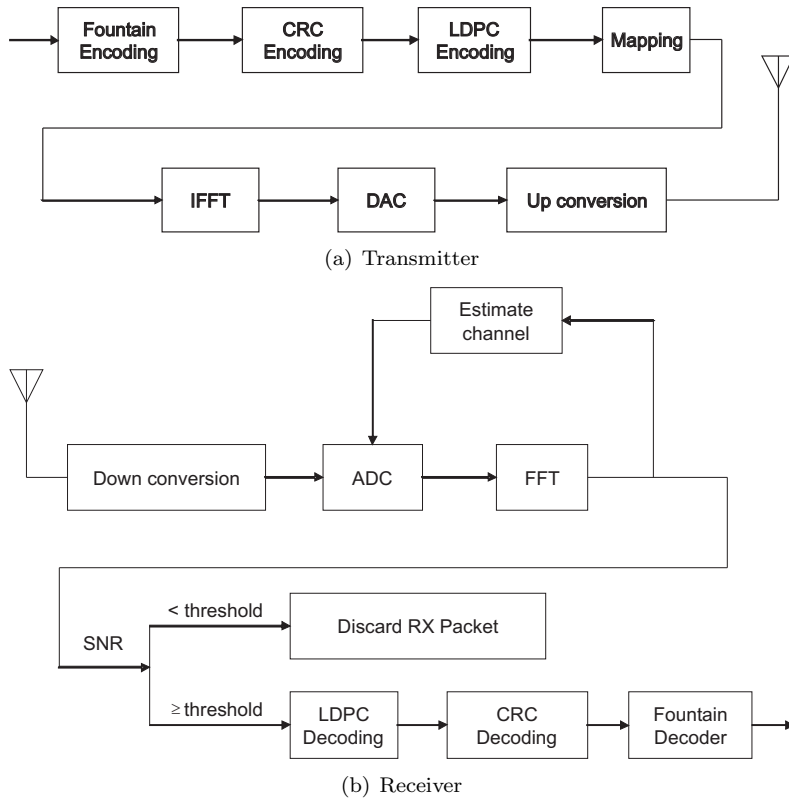 Fountain
Encoding
CRC
Encoding
LDPC
Encoding
Mapping
IFFT
DAC
Up conversion
(a) Transmitter
Estimate
channel
Down conversion
ADC
FFT
SNR
< threshold
Discard RX Packet
≥ threshold
LDPC
Decoding
CRC
Decoding
Fountain
Decoder
(b) Receiver